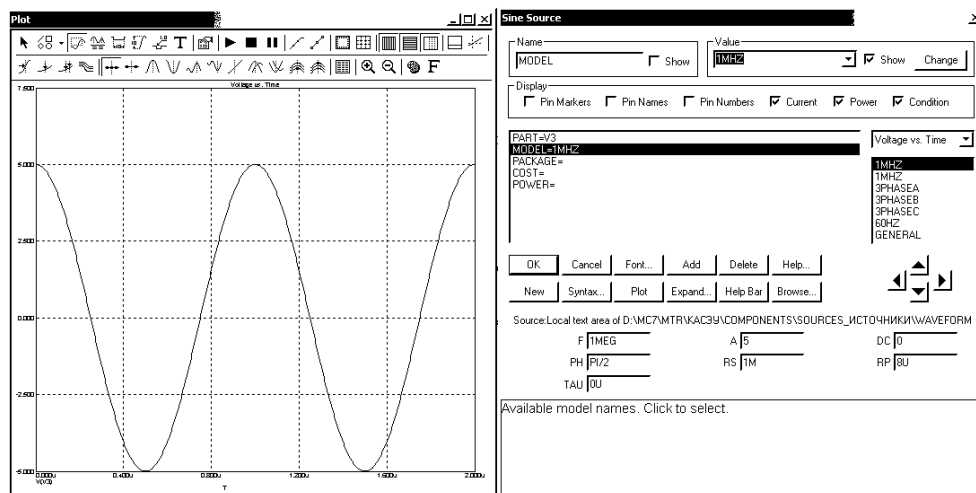 Plot
T
F
Voltage vs. Time
7.500
5.000
2.500
0.000
-2.500
-5.000
0.000u 0.400u 0.800u 1.200u 1.600u 2.000u
V(V3)
T
Sine Source
Name
MODEL
Show
Value
1MHZ
Show
Change
Display
Pin Markers Pin Names Pin Numbers Current Power Condition
PART=V3
MODEL=1MHZ
PACKAGE=
COST=
POWER=
Voltage vs. Time
1MHZ
1MHZ
3PHASEA
3PHASEB
3PHASEC
60HZ
GENERAL
OK Cancel Font... Add Delete Help...
New Syntax... Plot Expand... Help Bar Browse...
Source:Local text area of D:\MC7\MTR\КАСЭУ\COMPONENTS\SOURCES_ИСТОЧНИКИ\WAVEFORM
F 1MEG A 5 DC 0
PH PI/2 RS 1M RP 8U
TAU 0U
Available model names. Click to select.